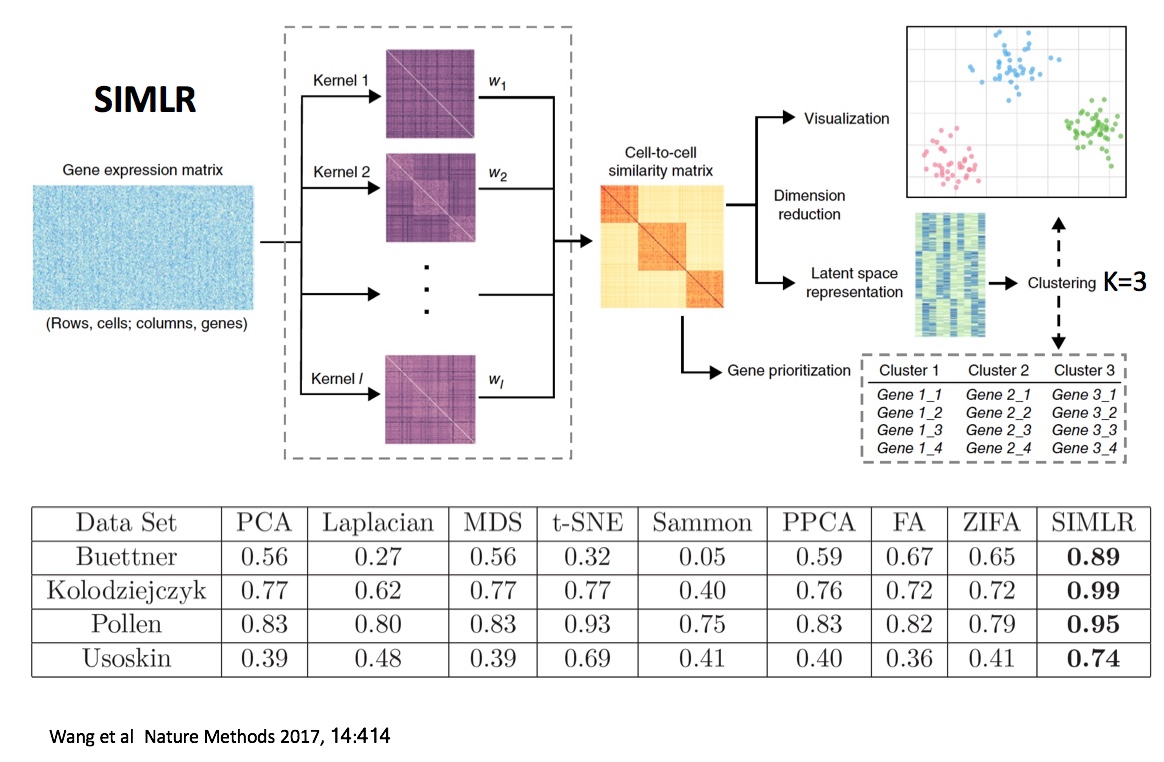 SIMLR
Gene expression matrix
(Rows, cells; columns, genes)
Kernel 1
w1
Kernel 2
w2
Kernel l
wl
Cell-to-cell
similarity matrix
Visualization
Dimension
reduction
Latent space
representation
Clustering K=3
Gene prioritization
Cluster 1 Cluster 2 Cluster 3
Gene 1_1 Gene 2_1 Gene 3_1
Gene 1_2 Gene 2_2 Gene 3_2
Gene 1_3 Gene 2_3 Gene 3_3
Gene 1_4 Gene 2_4 Gene 3_4
Data Set PCA Laplacian MDS t-SNE Sammon PPCA FA ZIFA SIMLR
Buettner 0.56 0.27 0.56 0.32 0.05 0.59 0.67 0.65 0.89
Kolodziejczyk 0.77 0.62 0.77 0.77 0.40 0.76 0.72 0.72 0.99
Pollen 0.83 0.80 0.83 0.93 0.75 0.83 0.82 0.79 0.95
Usoskin 0.39 0.48 0.39 0.69 0.41 0.40 0.36 0.41 0.74
Wang et al Nature Methods 2017, 14:414